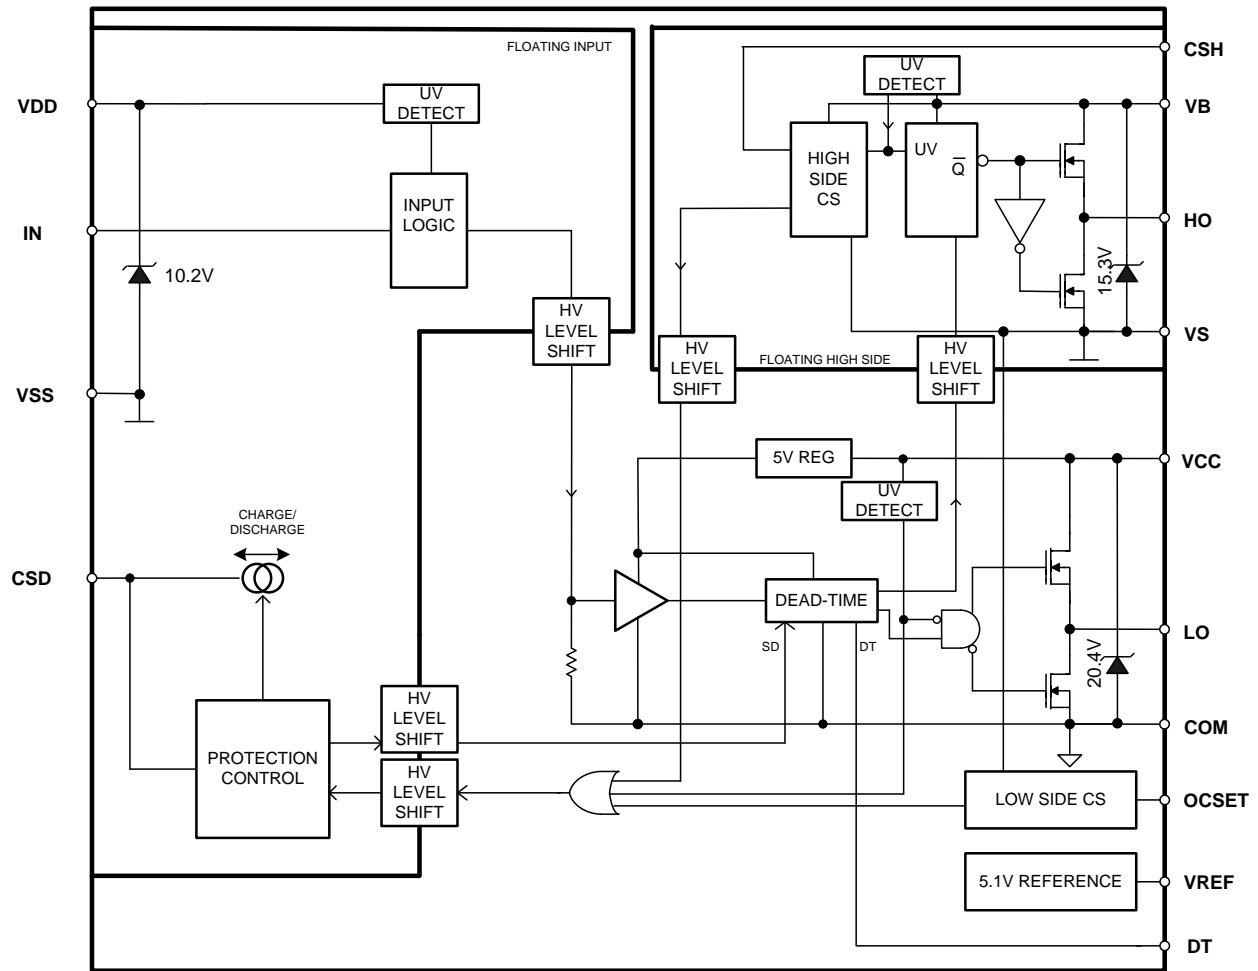 FLOATING INPUT
CSH
UV
DETECT
VDD
UV
DETECT
VB
HIGH
SIDE
CS
UV
Q
INPUT
LOGIC
IN
HO
10.2V
15.3V
HV
LEVEL
SHIFT
VS
HV
LEVEL
SHIFT
FLOATING HIGH SIDE
HV
LEVEL
SHIFT
VSS
5V REG
VCC
UV
DETECT
CHARGE/
DISCHARGE
CSD
DEAD-TIME
SD
DT
LO
20.4V
HV
LEVEL
SHIFT
COM
PROTECTION
CONTROL
HV
LEVEL
SHIFT
LOW SIDE CS
OCSET
5.1V REFERENCE
VREF
DT